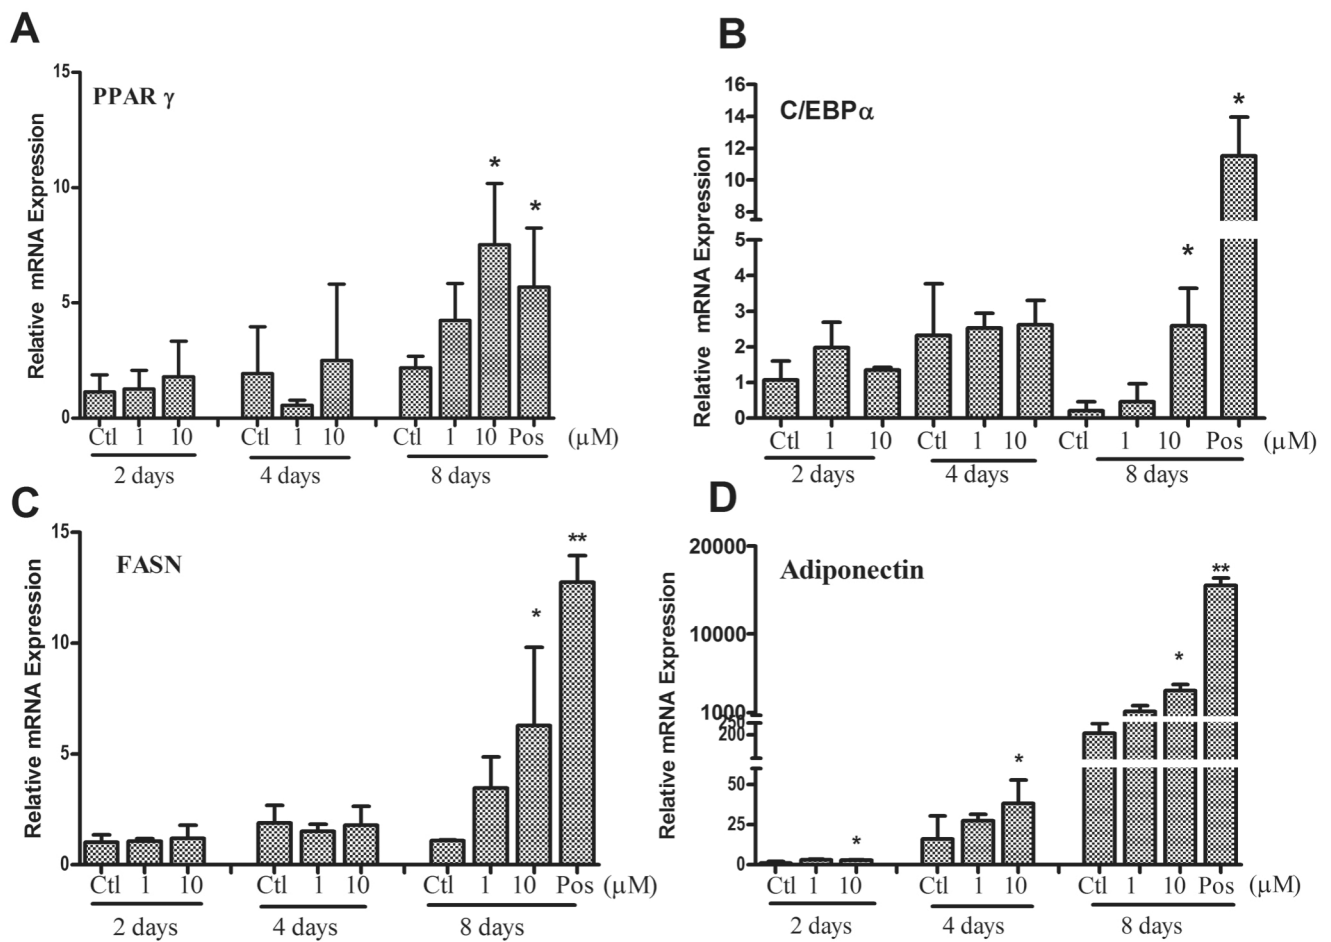 A
PPAR γ
Relative mRNA Expression
15
10
5
0
*
*
Ctl 1 10 Ctl 1 10 Ctl 1 10 Pos (μM)
2 days 4 days 8 days
B
C/EBPα
Relative mRNA Expression
16
14
12
10
8
5
4
3
2
1
0
*
*
Ctl 1 10 Ctl 1 10 Ctl 1 10 Pos (μM)
2 days 4 days 8 days
C
FASN
Relative mRNA Expression
15
10
5
0
*
**
Ctl 1 10 Ctl 1 10 Ctl 1 10 Pos (μM)
2 days 4 days 8 days
D
Adiponectin
Relative mRNA Expression
20000
10000
1000
250
200
50
25
0
*
*
*
**
Ctl 1 10 Ctl 1 10 Ctl 1 10 Pos (μM)
2 days 4 days 8 days